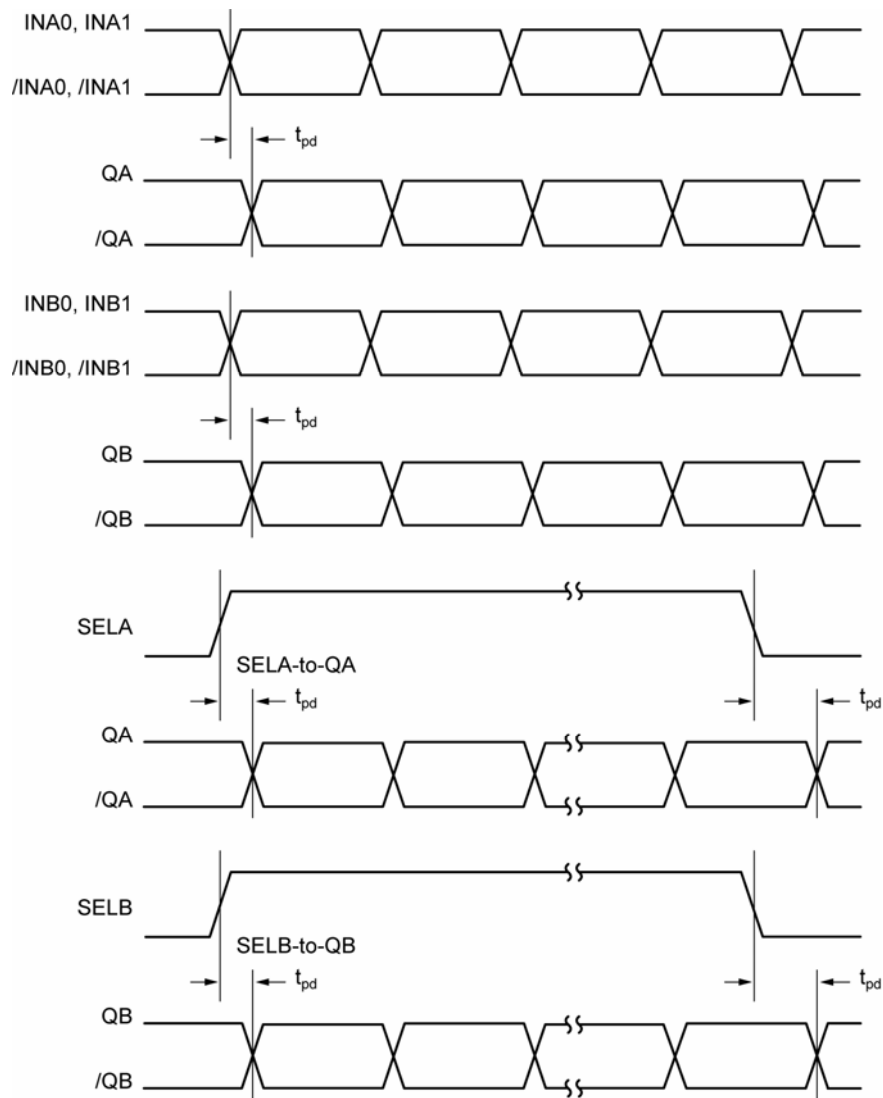 INA0, INA1
/INA0, /INA1
tpd
QA
/QA
INB0, INB1
/INB0, /INB1
tpd
QB
/QB
SELA
SELA-to-QA
tpd
tpd
QA
/QA
SELB
SELB-to-QB
tpd
tpd
QB
/QB